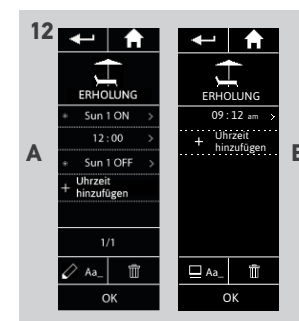 12
A
ERHOLUNG
Sun 1 ON >
12:00 >
Sun 1 OFF >
+ Uhrzeit
hinzufügen
1/1
Aa_
OK
ERHOLUNG
09:12 am >
+ Uhrzeit
hinzufügen
Aa_
OK